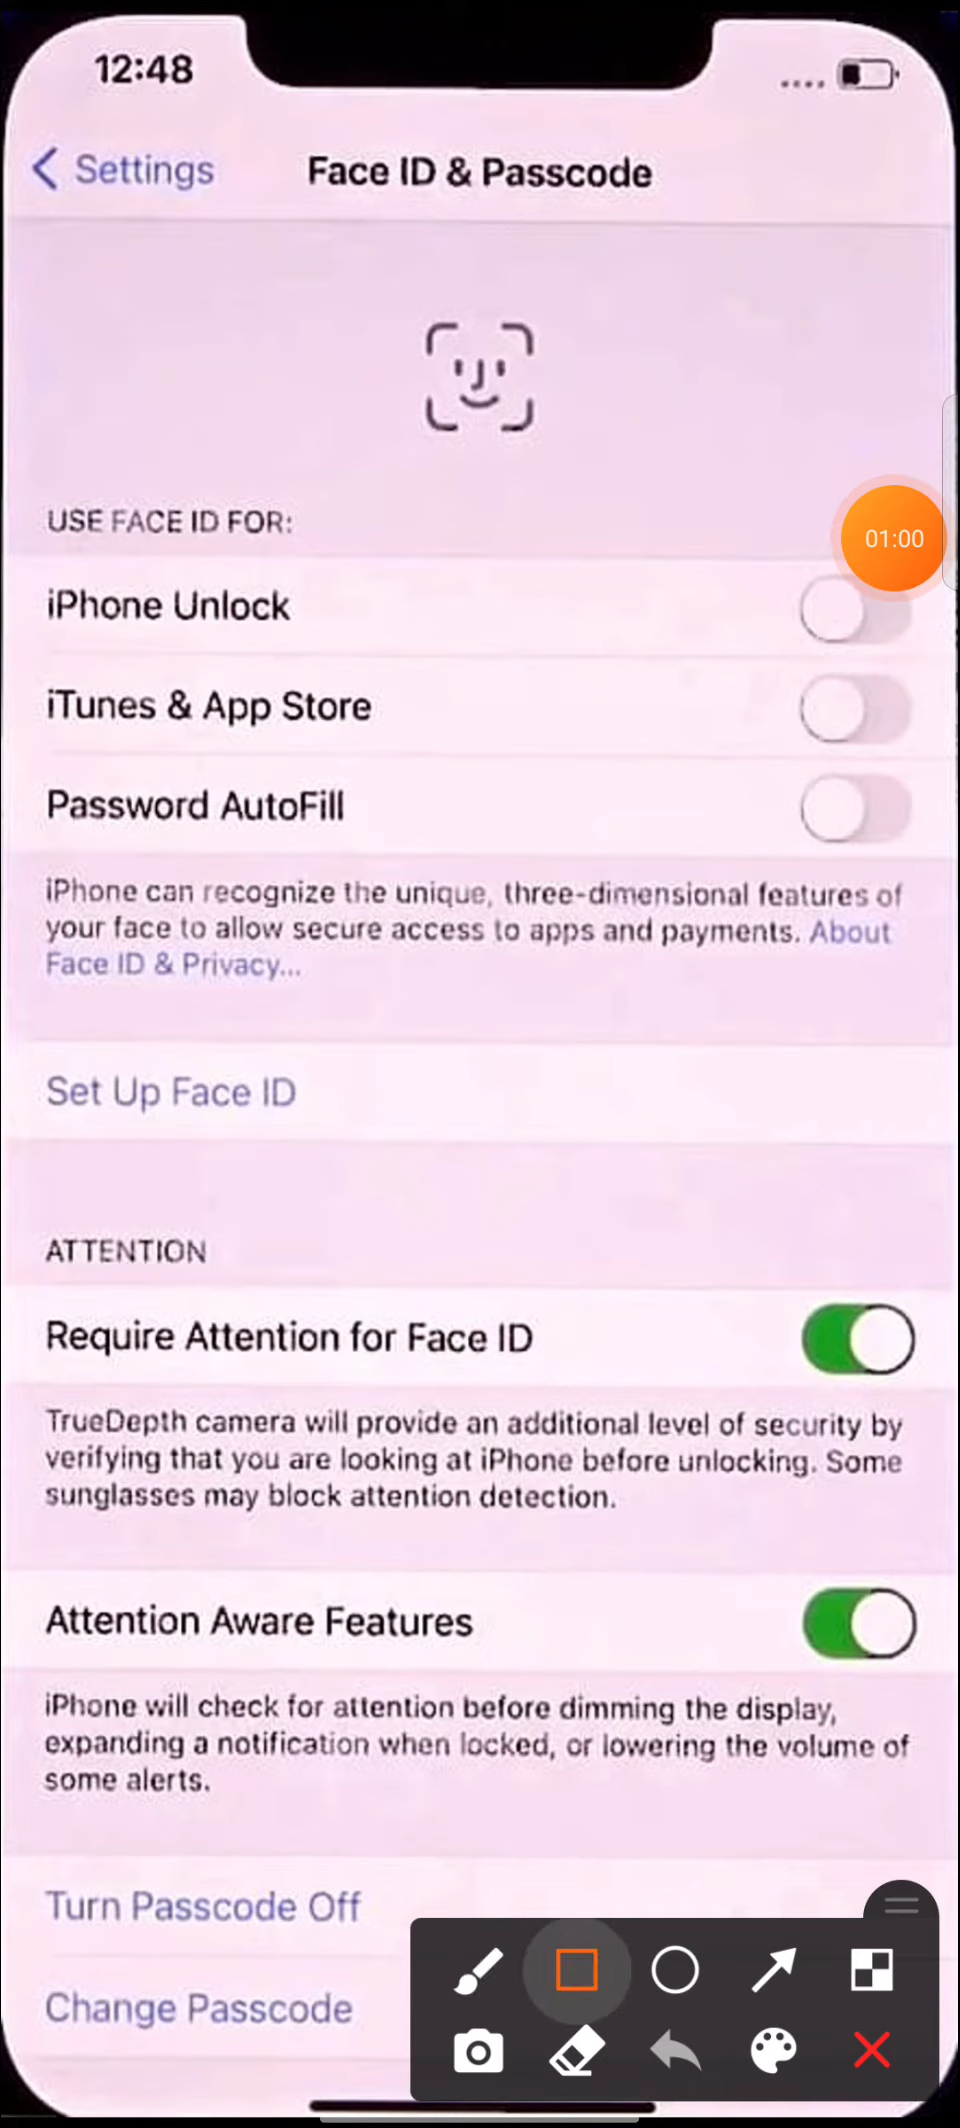 12:48
Settings
Face ID & Passcode
USE FACE ID FOR:
01:00
iPhone Unlock
iTunes & App Store
Password AutoFill
iPhone can recognize the unique, three-dimensional features of
your face to allow secure access to apps and payments. About
Face ID & Privacy...
Set Up Face ID
ATTENTION
Require Attention for Face ID
TrueDepth camera will provide an additional level of security by
verifying that you are looking at iPhone before unlocking. Some
sunglasses may block attention detection.
Attention Aware Features
iPhone will check for attention before dimming the display,
expanding a notification when locked, or lowering the volume of
some alerts.
Turn Passcode Off
Change Passcode